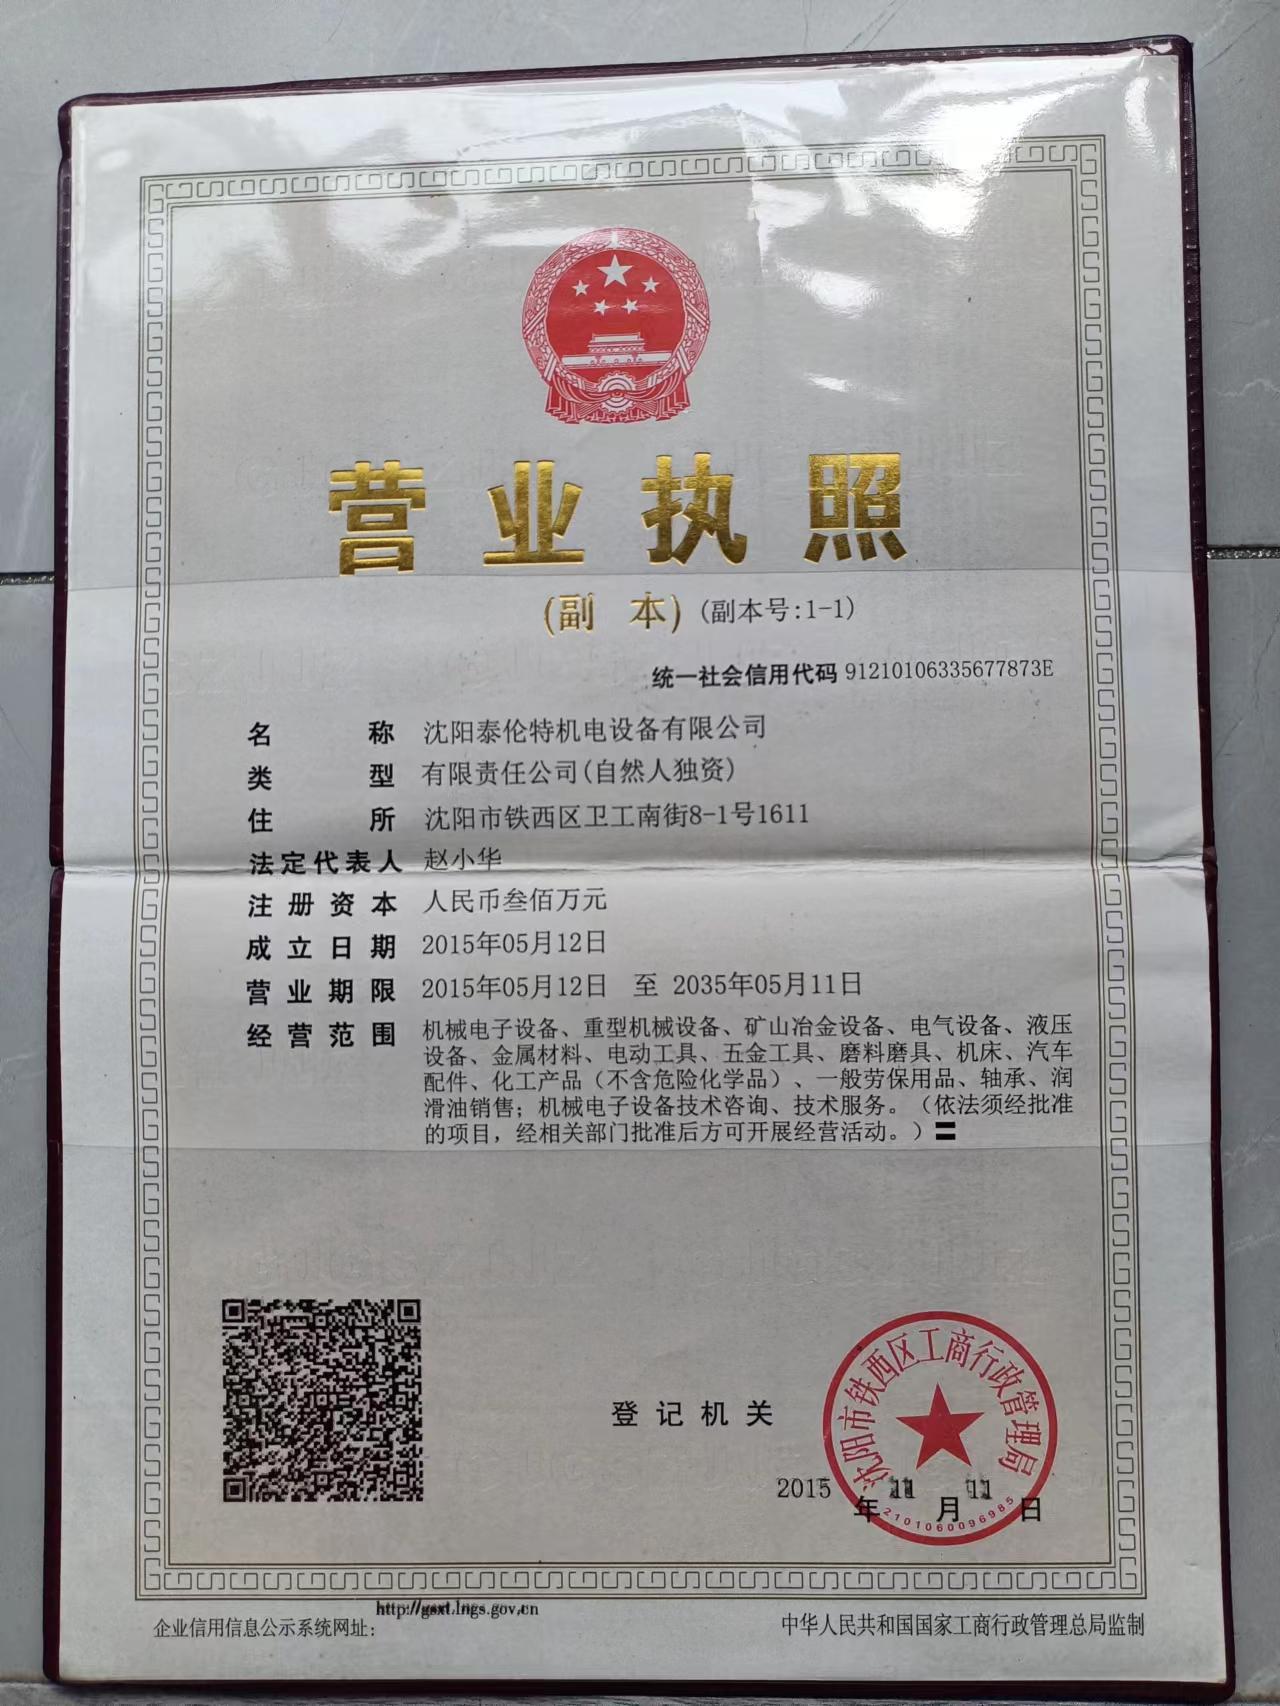 营业执照
(副 本) (副本号:1-1)
统一社会信用代码 91210106335677873E
名 称 沈阳泰伦特机电设备有限公司
类 型 有限责任公司(自然人独资)
住 所 沈阳市铁西区卫工南街8-1号1611
法定代表人 赵小华
注册资本 人民币叁佰万元
成立日期 2015年05月12日
营业期限 2015年05月12日 至 2035年05月11日
经营范围 机械电子设备、重型机械设备、矿山冶金设备、电气设备、液压
设备、金属材料、电动工具、五金工具、磨料磨具、机床、汽车
配件、化工产品（不含危险化学品）、一般劳保用品、轴承、润
滑油销售；机械电子设备技术咨询、技术服务。（依法须经批准
的项目，经相关部门批准后方可开展经营活动。）
登记机关
沈阳市铁西区工商行政管理局
2015年11月11日
2101060096985
企业信用信息公示系统网址： http://gsxt.lngs.gov.cn
中华人民共和国国家工商行政管理总局监制